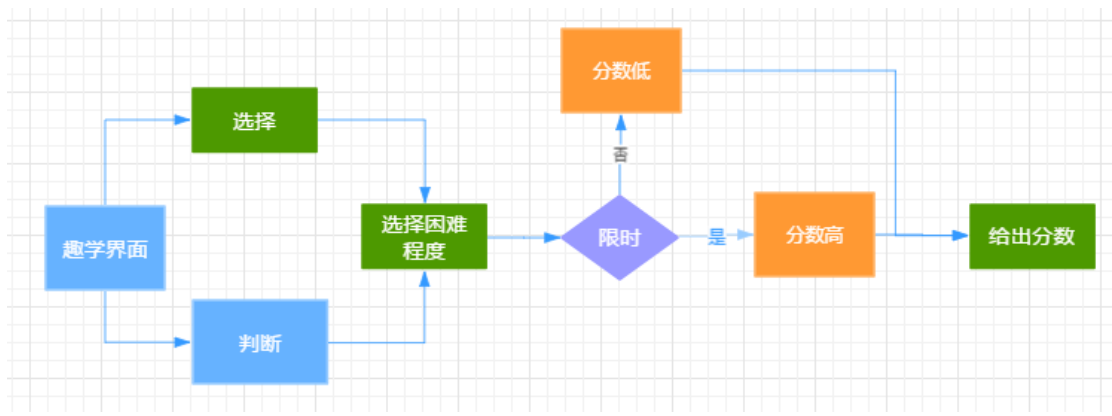 分数低
选择
否
选择困难
程度
趣学界面
限时
是
分数高
给出分数
判断